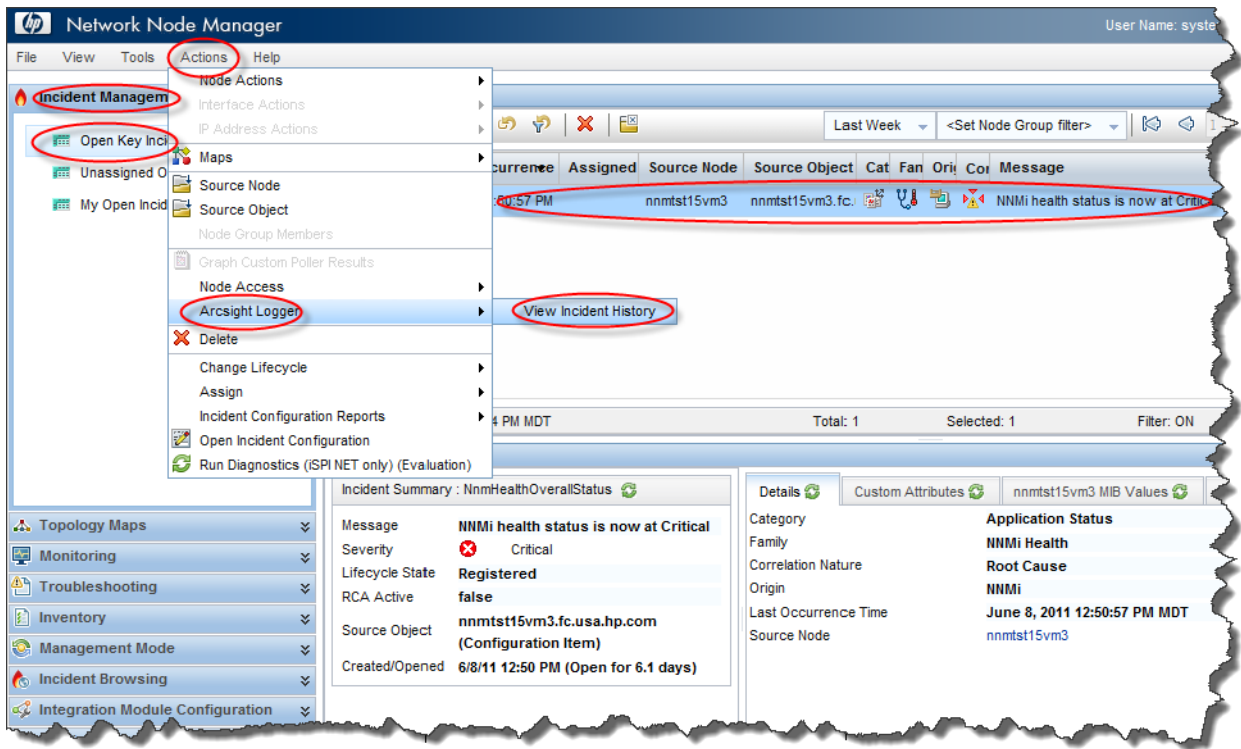 hp Network Node Manager
User Name: syste
File View Tools Actions Help
Incident Managem
Open Key Inci
Unassigned O
My Open Incid
Node Actions
Interface Actions
IP Address Actions
Maps
Source Node
Source Object
Node Group Members
Graph Custom Poller Results
Node Access
Arcsight Logger
View Incident History
Delete
Change Lifecycle
Assign
Incident Configuration Reports
Open Incident Configuration
Run Diagnostics (iSPI NET only) (Evaluation)
Last Week <Set Node Group filter> 1
currence Assigned Source Node Source Object Cat Fan Orig Cor Message
:50:57 PM nnmtst15vm3 nnmtst15vm3.fc. NNMi health status is now at Critica
4 PM MDT Total: 1 Selected: 1 Filter: ON
Incident Summary : NnmHealthOverallStatus
Message NNMi health status is now at Critical
Severity Critical
Lifecycle State Registered
RCA Active false
Source Object nnmtst15vm3.fc.usa.hp.com
(Configuration Item)
Created/Opened 6/8/11 12:50 PM (Open for 6.1 days)
Details Custom Attributes nnmtst15vm3 MIB Values
Category Application Status
Family NNMi Health
Correlation Nature Root Cause
Origin NNMi
Last Occurrence Time June 8, 2011 12:50:57 PM MDT
Source Node nnmtst15vm3
Topology Maps
Monitoring
Troubleshooting
Inventory
Management Mode
Incident Browsing
Integration Module Configuration